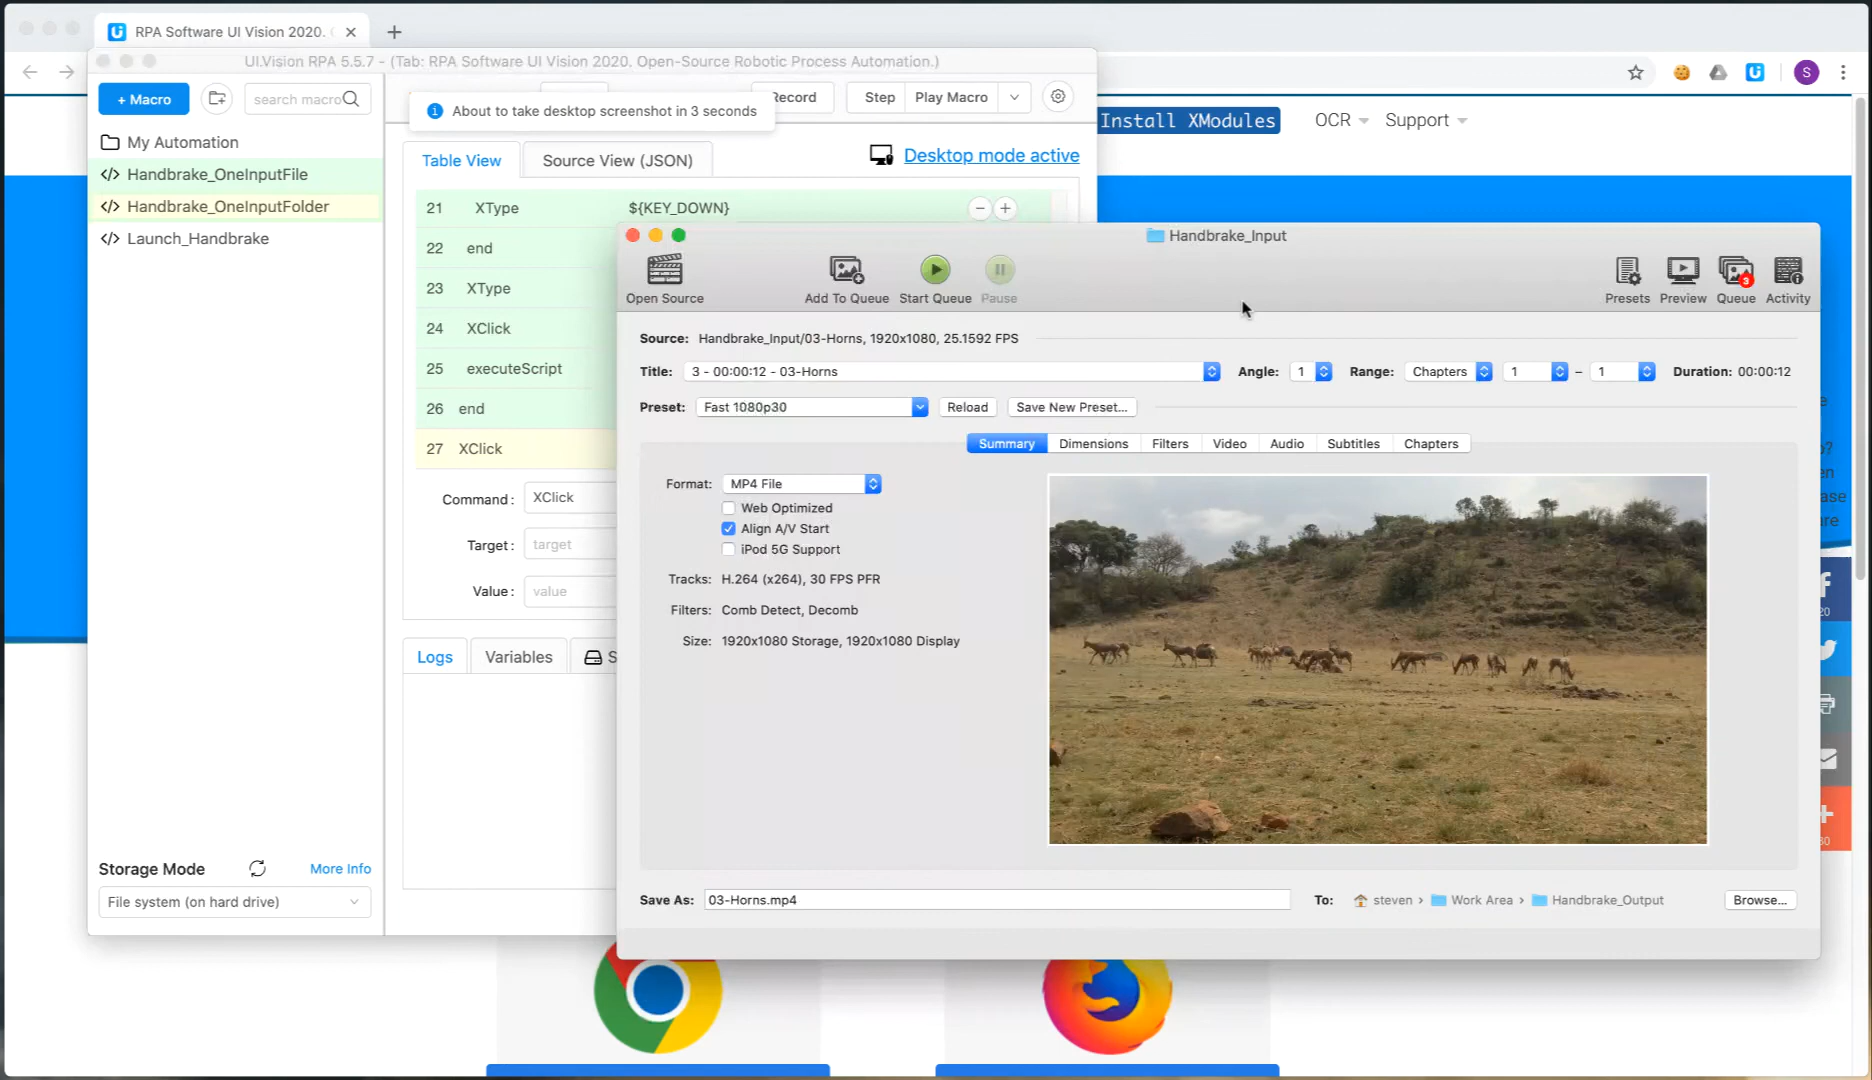 RPA Software UI Vision 2020.
UI.Vision RPA 5.5.7 - (Tab: RPA Software UI Vision 2020. Open-Source Robotic Process Automation.)
S
+ Macro
search macro
Record
Step
Play Macro
About to take desktop screenshot in 3 seconds
Install XModules
OCR
Support
My Automation
Handbrake_OneInputFile
Handbrake_OneInputFolder
Launch_Handbrake
Table View
Source View (JSON)
Desktop mode active
21 XType ${KEY_DOWN}
22 end
23 XType
24 XClick
25 executeScript
26 end
27 XClick
Command: XClick
Target: target
Value: value
Logs
Variables
S
Storage Mode
More Info
File system (on hard drive)
Handbrake_Input
Open Source
Add To Queue
Start Queue
Pause
Presets
Preview
3
Queue
Activity
Source: Handbrake_Input/03-Horns, 1920x1080, 25.1592 FPS
Title: 3 - 00:00:12 - 03-Horns
Angle: 1
Range: Chapters 1 – 1
Duration: 00:00:12
Preset: Fast 1080p30
Reload
Save New Preset...
Summary
Dimensions
Filters
Video
Audio
Subtitles
Chapters
Format: MP4 File
Web Optimized
Align A/V Start
iPod 5G Support
Tracks: H.264 (x264), 30 FPS PFR
Filters: Comb Detect, Decomb
Size: 1920x1080 Storage, 1920x1080 Display
Save As: 03-Horns.mp4
To: steven › Work Area › Handbrake_Output
Browse...